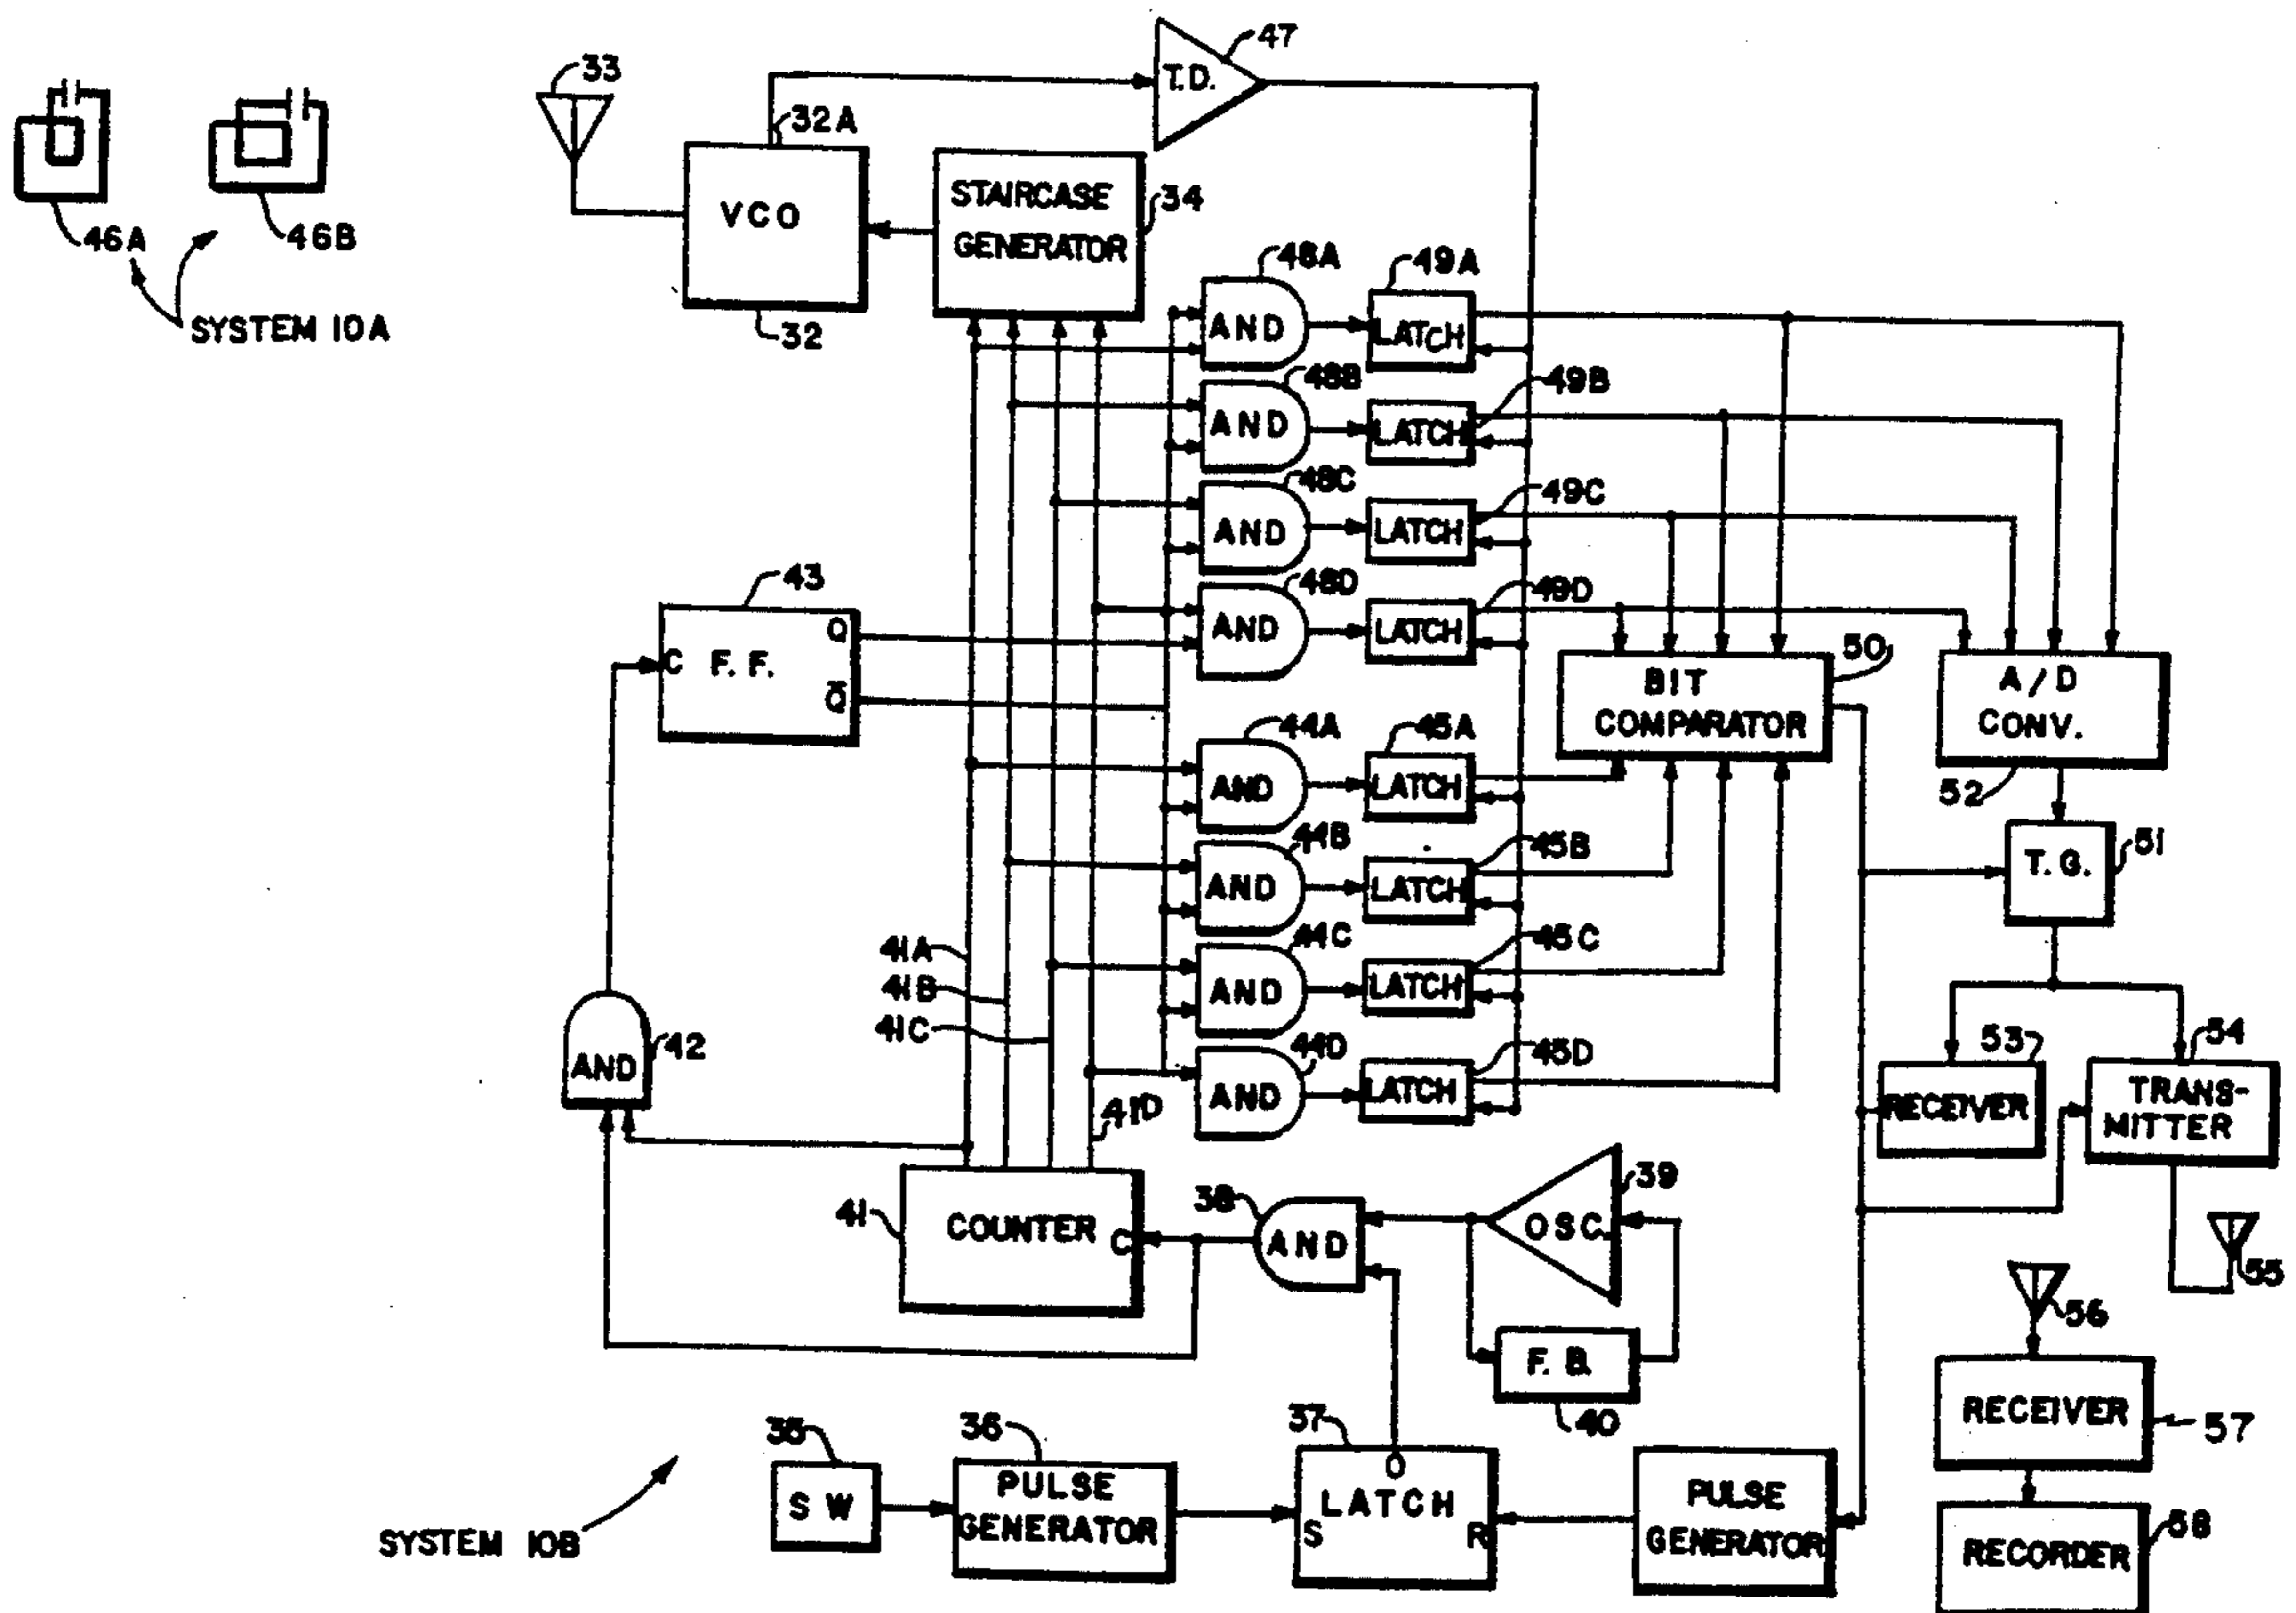 33
47
T.D.
32A
VCO
STAIRCASE
GENERATOR
34
32
46A
46B
SYSTEM 10A
48A
AND
49A
LATCH
48B
AND
49B
LATCH
48C
AND
49C
LATCH
48D
AND
49D
LATCH
43
C F. F.
Q
Q̄
50
BIT
COMPARATOR
A/D
CONV.
52
44A
AND
45A
LATCH
44B
AND
45B
LATCH
44C
AND
45C
LATCH
44D
AND
45D
LATCH
T. G.
51
41A
41B
41C
41D
AND
42
53
RECEIVER
54
TRANS-
MITTER
55
41
COUNTER C
38
AND
39
OSC.
F. B.
40
56
RECEIVER
57
RECORDER
58
35
S W
36
PULSE
GENERATOR
37
O
LATCH
S
R
PULSE
GENERATOR
SYSTEM 10B